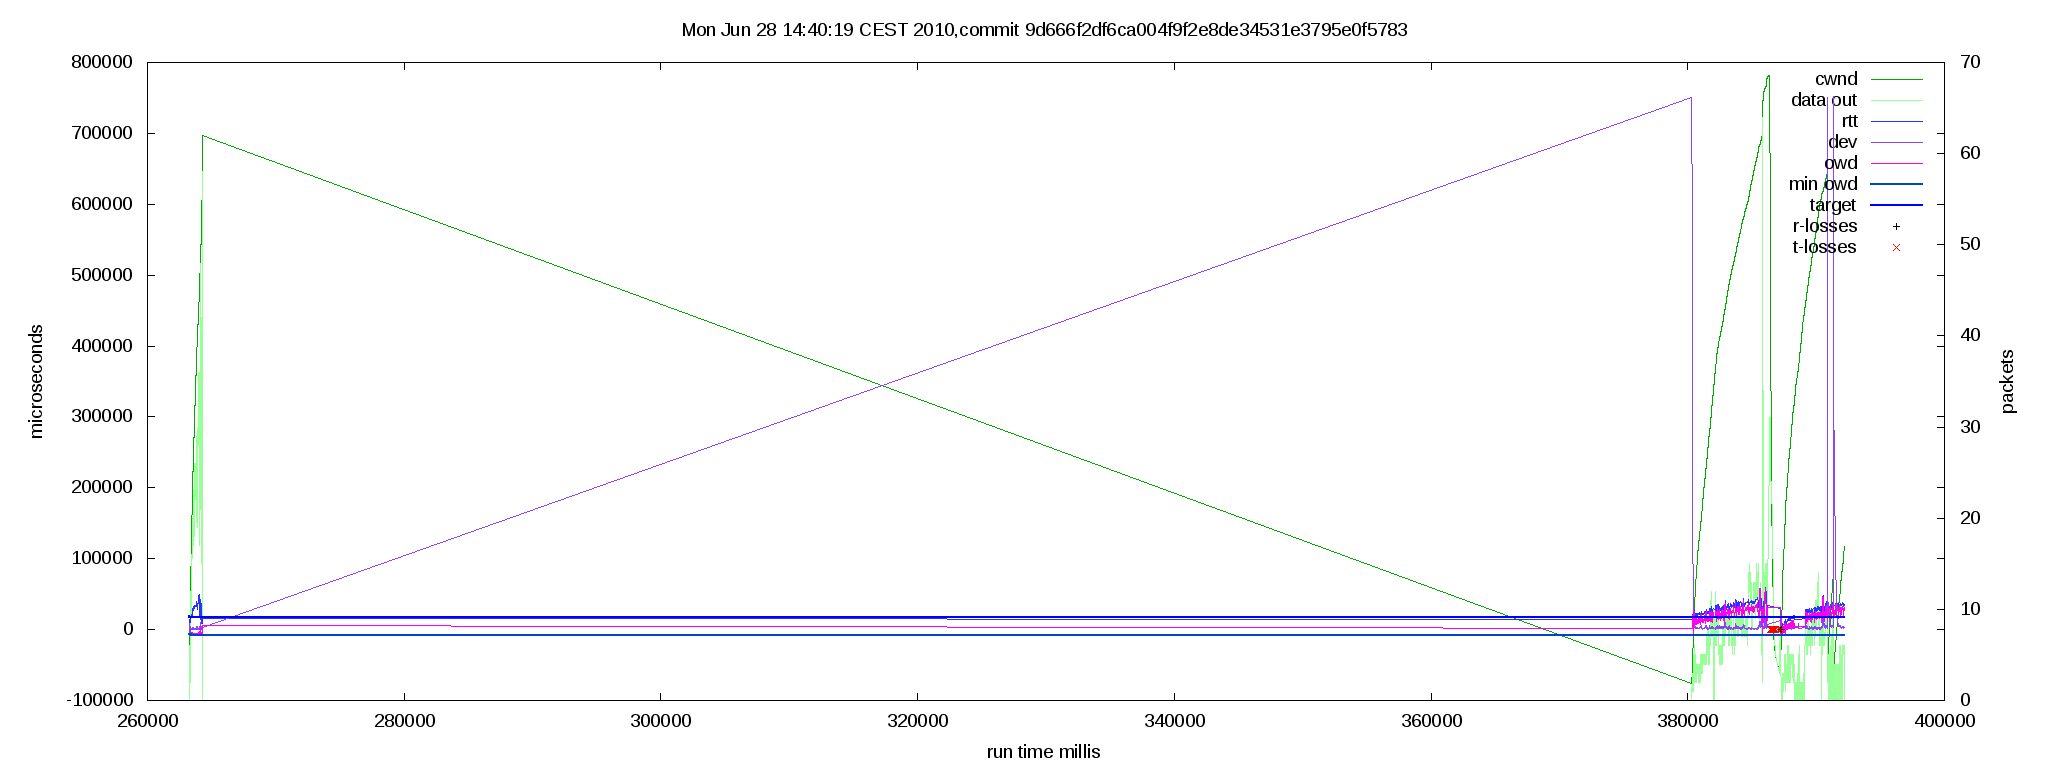 Mon Jun 28 14:40:19 CEST 2010,commit 9d666f2df6ca004f9f2e8de34531e3795e0f5783
800000
700000
600000
500000
400000
300000
200000
100000
0
-100000
microseconds
70
60
50
40
30
20
10
0
packets
cwnd
data out
rtt
dev
owd
min owd
target
r-losses
t-losses
260000 280000 300000 320000 340000 360000 380000 400000
run time millis